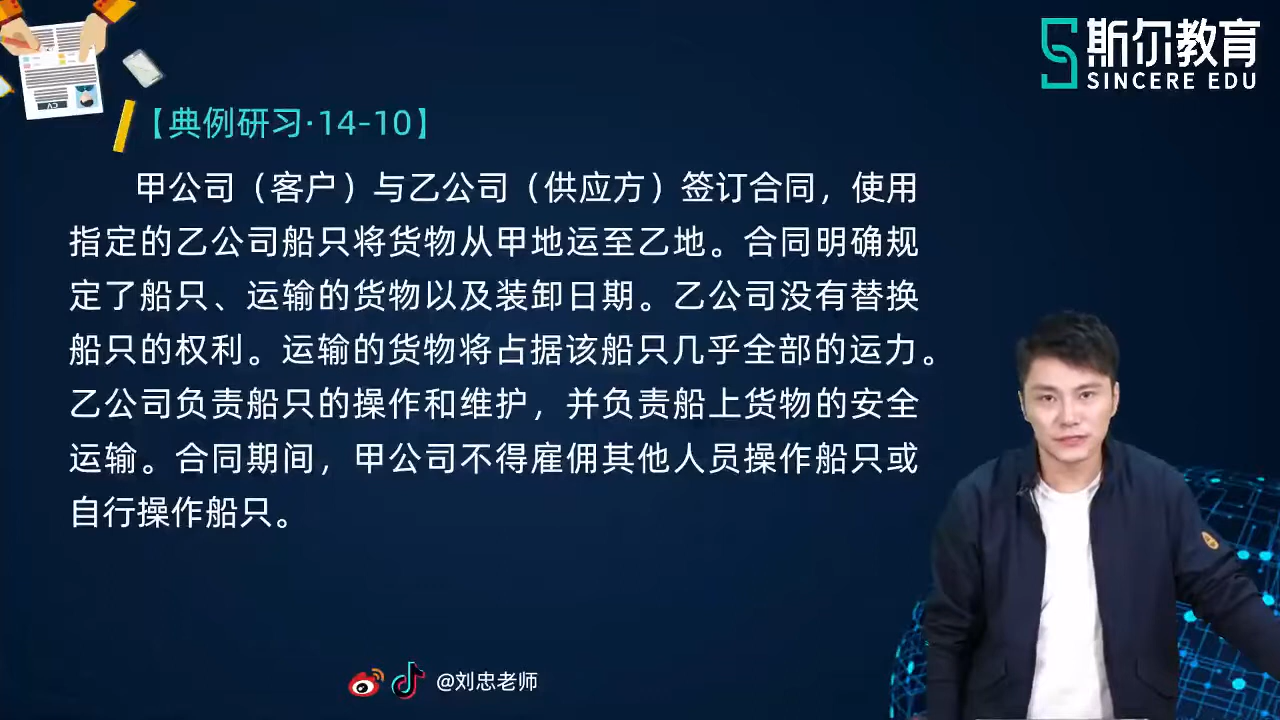 斯尔教育
SINCERE EDU
【典例研习·14-10】
甲公司（客户）与乙公司（供应方）签订合同，使用
指定的乙公司船只将货物从甲地运至乙地。合同明确规
定了船只、运输的货物以及装卸日期。乙公司没有替换
船只的权利。运输的货物将占据该船只几乎全部的运力。
乙公司负责船只的操作和维护，并负责船上货物的安全
运输。合同期间，甲公司不得雇佣其他人员操作船只或
自行操作船只。
@刘忠老师